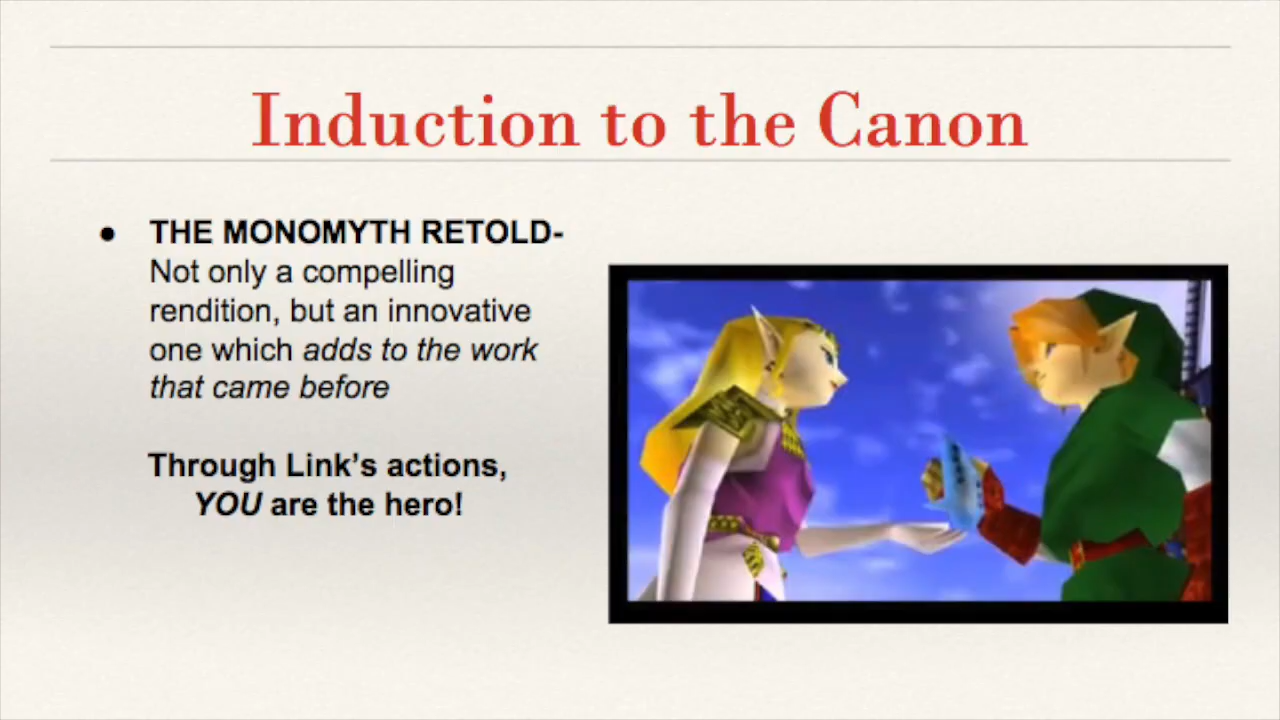 Induction to the Canon
● THE MONOMYTH RETOLD-
Not only a compelling
rendition, but an innovative
one which adds to the work
that came before
Through Link’s actions,
YOU are the hero!